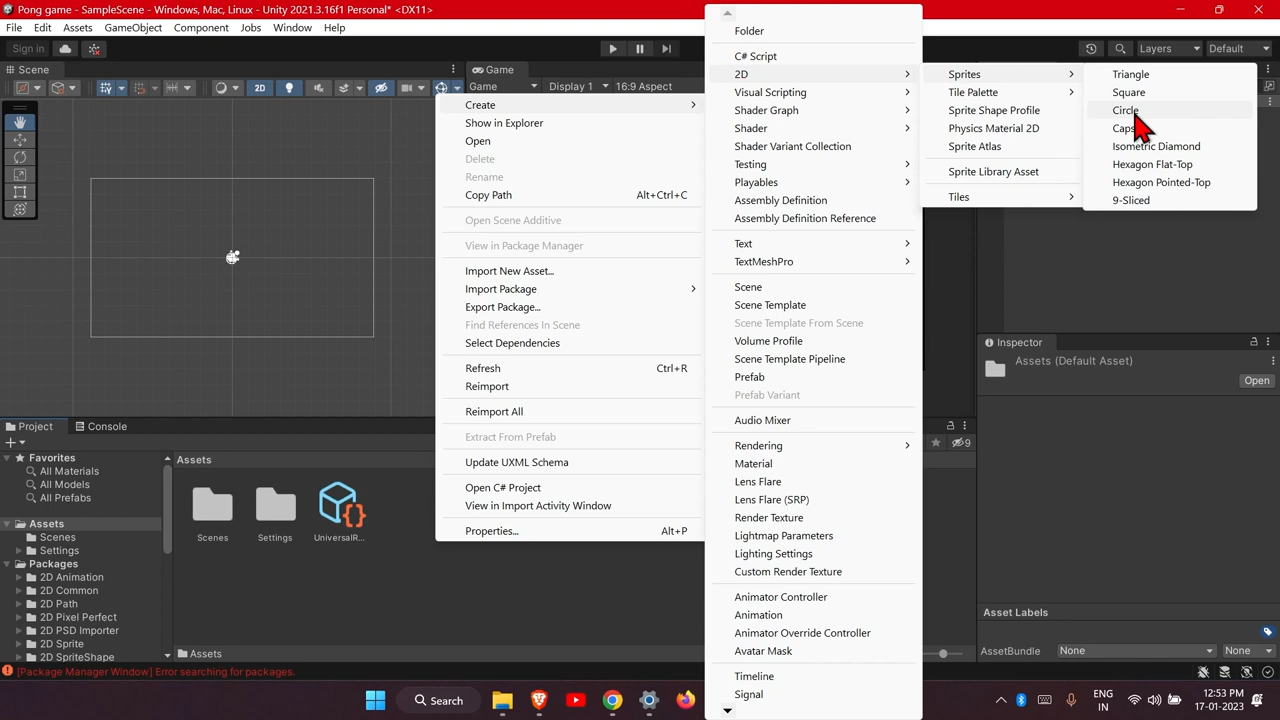 Pong game - SampleScene - Windows, Mac, Linux - Unity 2021.3.16f1 Personal* <DX11>
File Edit Assets GameObject Component Jobs Window Help
Sign in
Layers
Default
Scene
Game
2D
Game
Display 1
16:9 Aspect
Create
Show in Explorer
Open
Delete
Rename
Copy Path Alt+Ctrl+C
Open Scene Additive
View in Package Manager
Import New Asset...
Import Package
Export Package...
Find References In Scene
Select Dependencies
Refresh Ctrl+R
Reimport
Reimport All
Extract From Prefab
Update UXML Schema
Open C# Project
View in Import Activity Window
Properties... Alt+P
Folder
C# Script
2D
Visual Scripting
Shader Graph
Shader
Shader Variant Collection
Testing
Playables
Assembly Definition
Assembly Definition Reference
Text
TextMeshPro
Scene
Scene Template
Scene Template From Scene
Volume Profile
Scene Template Pipeline
Prefab
Prefab Variant
Audio Mixer
Rendering
Material
Lens Flare
Lens Flare (SRP)
Render Texture
Lightmap Parameters
Lighting Settings
Custom Render Texture
Animator Controller
Animation
Animator Override Controller
Avatar Mask
Timeline
Signal
Sprites
Tile Palette
Sprite Shape Profile
Physics Material 2D
Sprite Atlas
Sprite Library Asset
Tiles
Triangle
Square
Circle
Caps
Isometric Diamond
Hexagon Flat-Top
Hexagon Pointed-Top
9-Sliced
Inspector
Assets (Default Asset)
Open
Asset Labels
AssetBundle None None
Project
Console
9
Favorites
All Materials
All Models
All Prefabs
Assets
Scenes
Settings
Packages
2D Animation
2D Common
2D Path
2D Pixel Perfect
2D PSD Importer
2D Sprite
2D SpriteShape
Assets
Scenes
Settings
UniversalR...
Assets
[Package Manager Window] Error searching for packages.
Search
ENG
IN
12:53 PM
17-01-2023